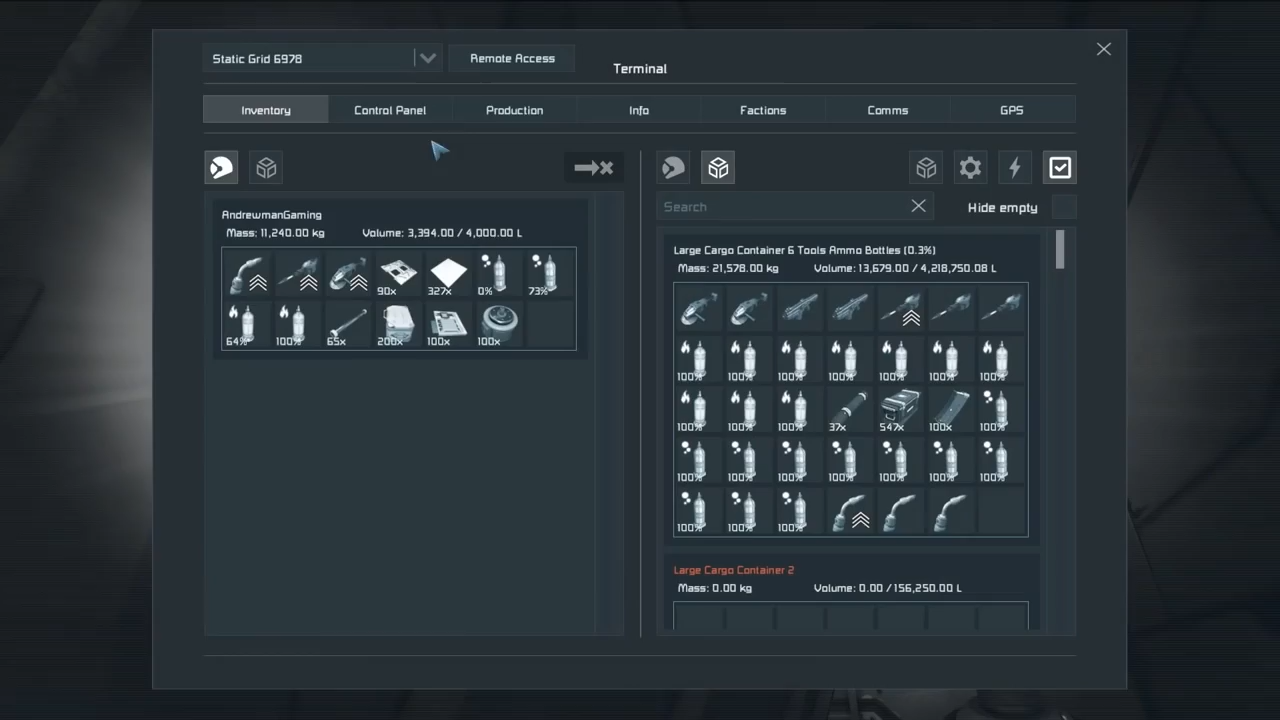 Static Grid 6978
Remote Access
Terminal
Inventory
Control Panel
Production
Info
Factions
Comms
GPS
AndrewmanGaming
Mass: 11,240.00 kg Volume: 3,394.00 / 4,000.00 L
90x 327x 0% 73%
64% 100% 65x 200x 100x 100x
Search
Hide empty
Large Cargo Container 6 Tools Ammo Bottles (0.3%)
Mass: 21,578.00 kg Volume: 13,679.00 / 4,218,750.08 L
100% 100% 100% 100% 100% 100% 100%
100% 100% 100% 37x 547x 100x 100%
100% 100% 100% 100% 100% 100% 100%
100% 100% 100%
Large Cargo Container 2
Mass: 0.00 kg Volume: 0.00 / 156,250.00 L